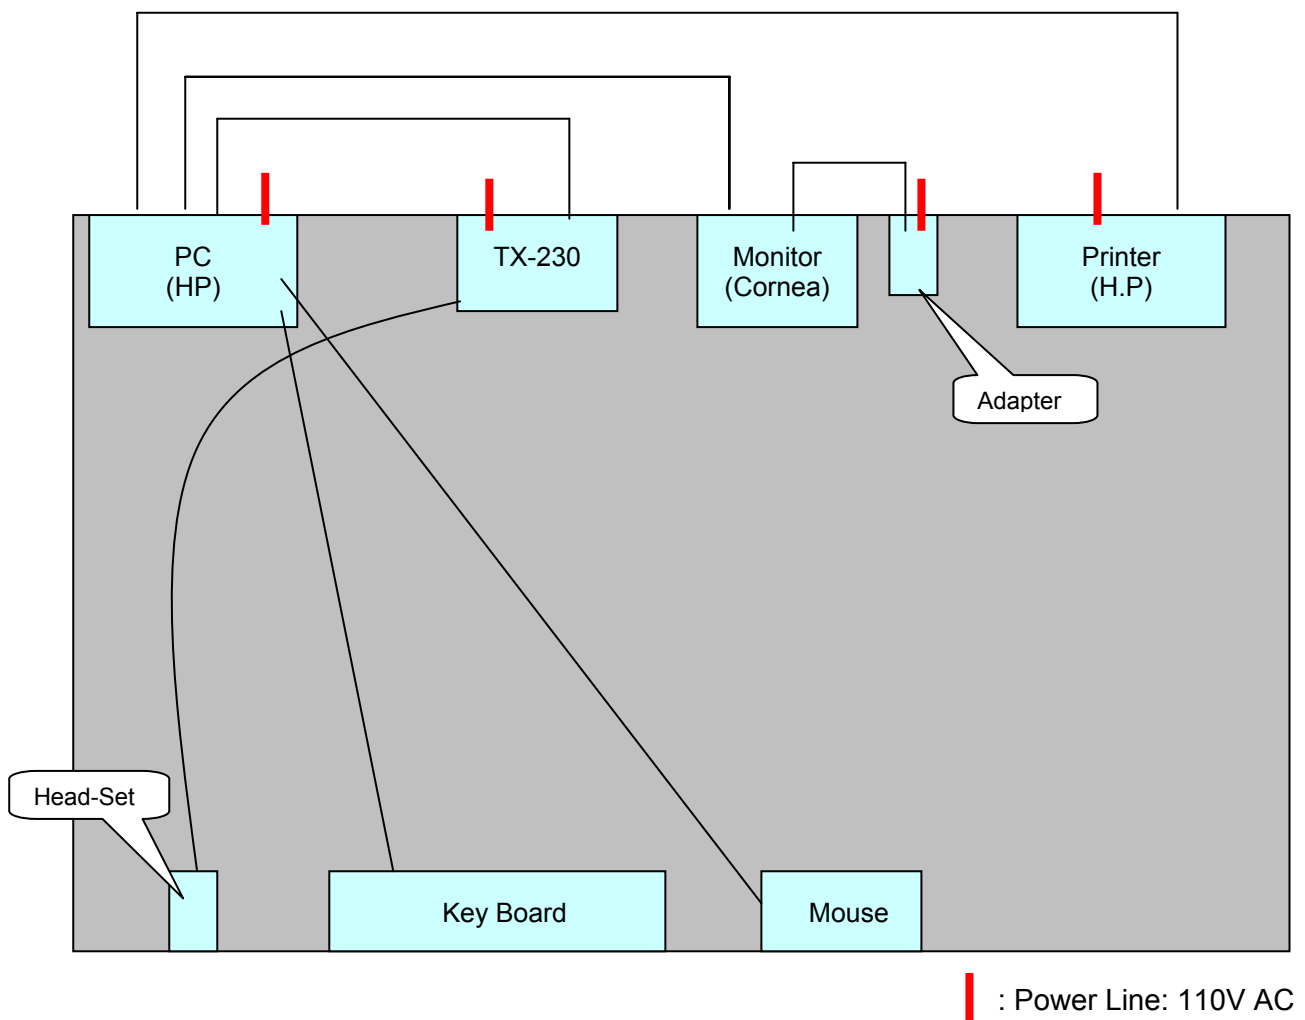 PC
(HP)
TX-230
Monitor
(Cornea)
Printer
(H.P)
Adapter
Head-Set
Key Board
Mouse
: Power Line: 110V AC